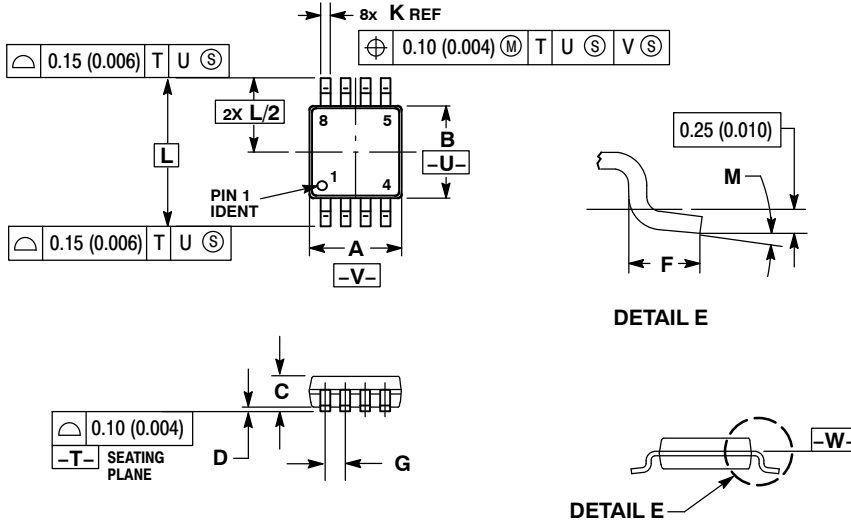 8x K REF
0.10 (0.004) Ⓜ T U Ⓢ V Ⓢ
0.15 (0.006) T U Ⓢ
2X L/2
8 5
B
-U-
L
0.25 (0.010)
M
PIN 1
IDENT
1
4
0.15 (0.006) T U Ⓢ
A
-V-
F
DETAIL E
C
0.10 (0.004)
-T- SEATING
PLANE
D
G
-W-
DETAIL E